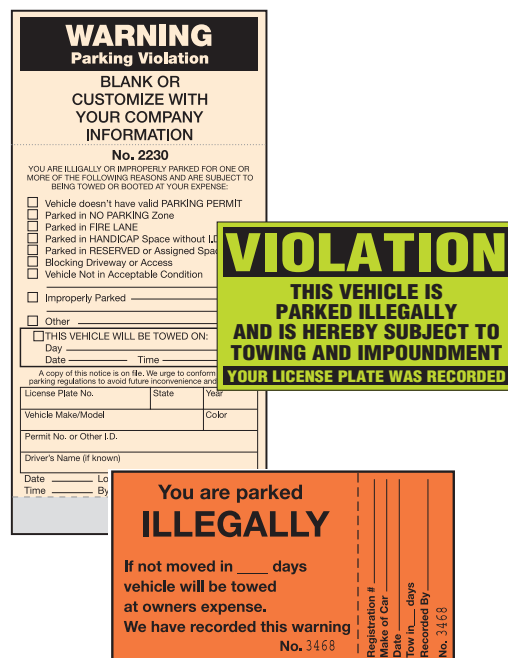 WARNING
Parking Violation
BLANK OR
CUSTOMIZE WITH
YOUR COMPANY
INFORMATION
No. 2230
YOU ARE ILLIGALLY OR IMPROPERLY PARKED FOR ONE OR
MORE OF THE FOLLOWING REASONS AND ARE SUBJECT TO
BEING TOWED OR BOOTED AT YOUR EXPENSE:
Vehicle doesn't have valid PARKING PERMIT
Parked in NO PARKING Zone
Parked in FIRE LANE
Parked in HANDICAP Space without I.D.
Parked in RESERVED or Assigned Spac
Blocking Driveway or Access
Vehicle Not in Acceptable Condition
Improperly Parked
Other
THIS VEHICLE WILL BE TOWED ON:
Day
Date Time
A copy of this notice is on file. We urge to conform
parking regulations to avoid future inconvenience and
License Plate No. State Year
Vehicle Make/Model Color
Permit No. or Other I.D.
Driver's Name (if known)
Date Lo
Time By
VIOLATION
THIS VEHICLE IS
PARKED ILLEGALLY
AND IS HEREBY SUBJECT TO
TOWING AND IMPOUNDMENT
YOUR LICENSE PLATE WAS RECORDED
You are parked
ILLEGALLY
If not moved in ____ days
vehicle will be towed
at owners expense.
We have recorded this warning
No. 3468
Registration #
Make of Car
Date
Tow in__ days
Recorded By
No. 3468